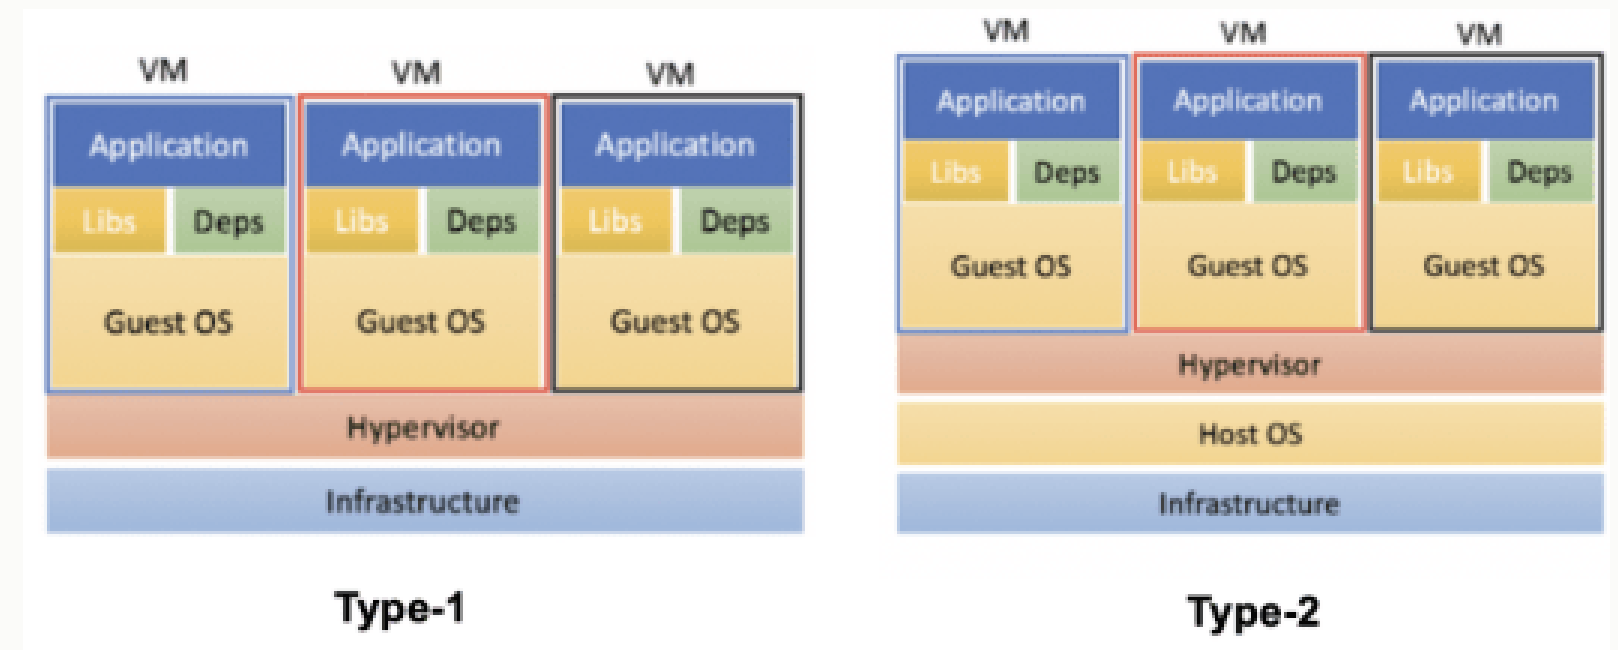 VM VM VM
Application Application Application
Libs Deps Libs Deps Libs Deps
Guest OS Guest OS Guest OS
Hypervisor
Infrastructure
Type-1
VM VM VM
Application Application Application
Libs Deps Libs Deps Libs Deps
Guest OS Guest OS Guest OS
Hypervisor
Host OS
Infrastructure
Type-2